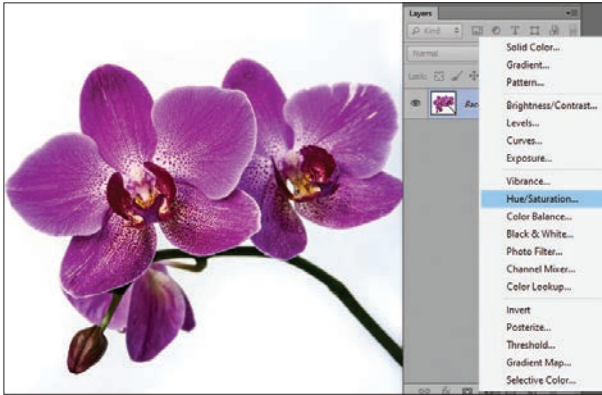 Layers
Kind
Normal
Lock:
Solid Color...
Gradient...
Pattern...
Brightness/Contrast...
Levels...
Curves...
Exposure...
Vibrance...
Hue/Saturation...
Color Balance...
Black & White...
Photo Filter...
Channel Mixer...
Color Lookup...
Invert
Posterize...
Threshold...
Gradient Map...
Selective Color...